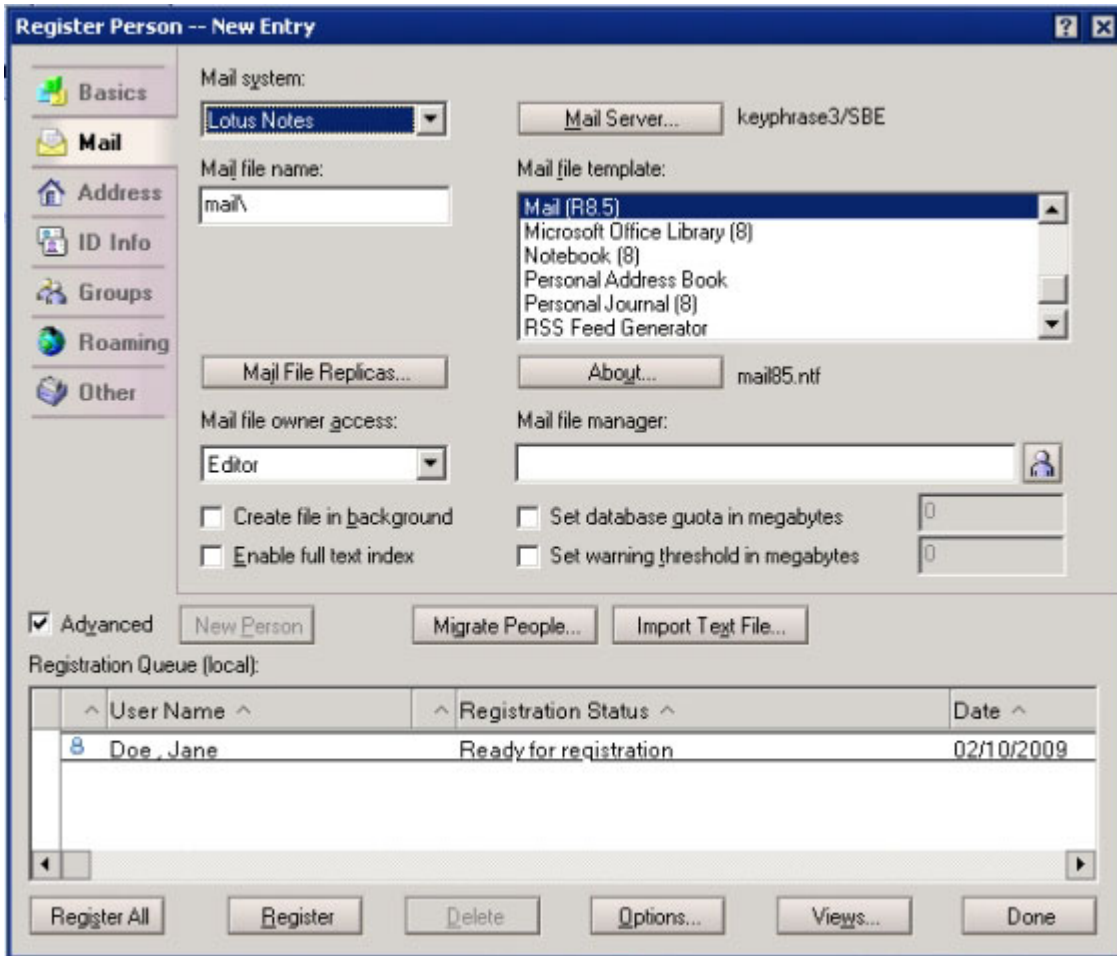 Register Person -- New Entry
Basics
Mail
Address
ID Info
Groups
Roaming
Other
Mail system:
Lotus Notes
Mail Server...
keyphrase3/SBE
Mail file name:
mail\
Mail file template:
Mail (R8.5)
Microsoft Office Library (8)
Notebook (8)
Personal Address Book
Personal Journal (8)
RSS Feed Generator
Mail File Replicas...
About...
mail85.ntf
Mail file owner access:
Editor
Mail file manager:
Create file in background
Enable full text index
Set database quota in megabytes
0
Set warning threshold in megabytes
0
Advanced
New Person
Migrate People...
Import Text File...
Registration Queue (local):
User Name
Registration Status
Date
Doe , Jane
Ready for registration
02/10/2009
Register All
Register
Delete
Options...
Views...
Done